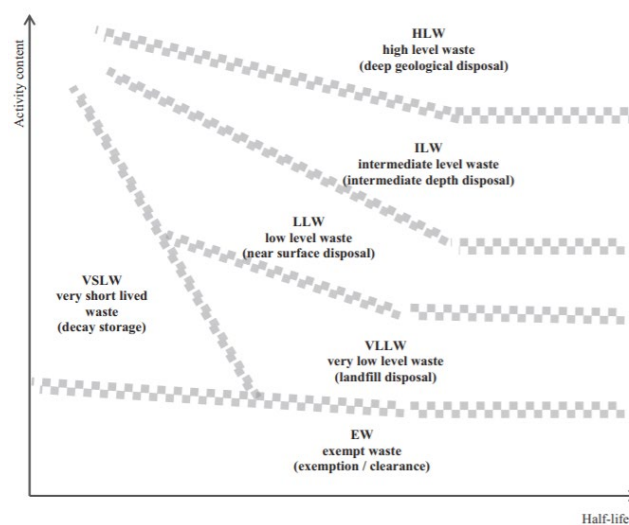 Activity content
HLW
high level waste
(deep geological disposal)
ILW
intermediate level waste
(intermediate depth disposal)
LLW
low level waste
(near surface disposal)
VSLW
very short lived
waste
(decay storage)
VLLW
very low level waste
(landfill disposal)
EW
exempt waste
(exemption / clearance)
Half-life